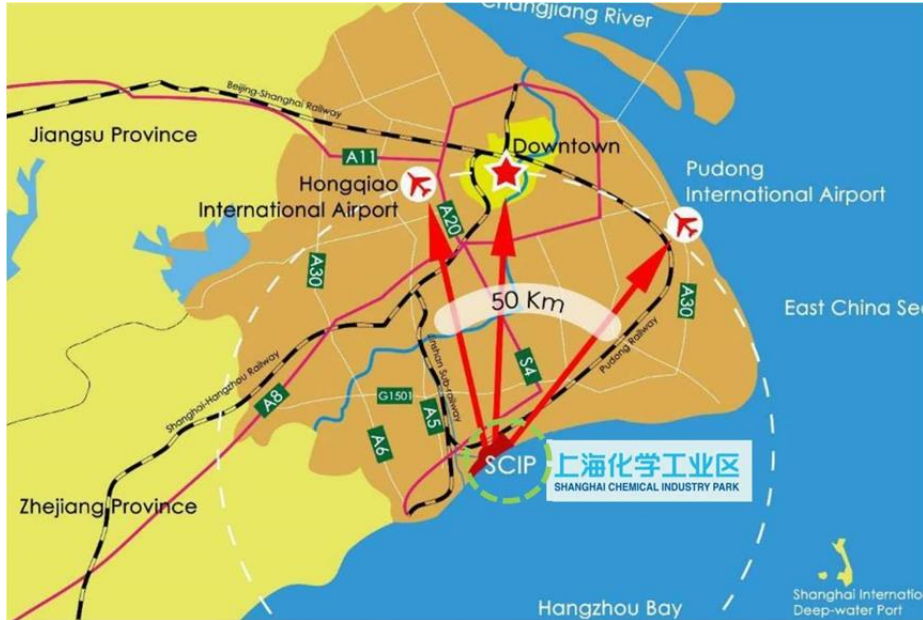 Changjiang River
Beijing-Shanghai Railway
Jiangsu Province
A11
Downtown
Hongqiao
International Airport
Pudong
International Airport
A20
A30
A30
50 Km
East China Sea
Pudong Railway
S4
Shanghai-Hangzhou Railway
A8
G1501
A5
A6
SCIP
上海化学工业区
SHANGHAI CHEMICAL INDUSTRY PARK
Zhejiang Province
Hangzhou Bay
Shanghai Internatio
Deep-water Port